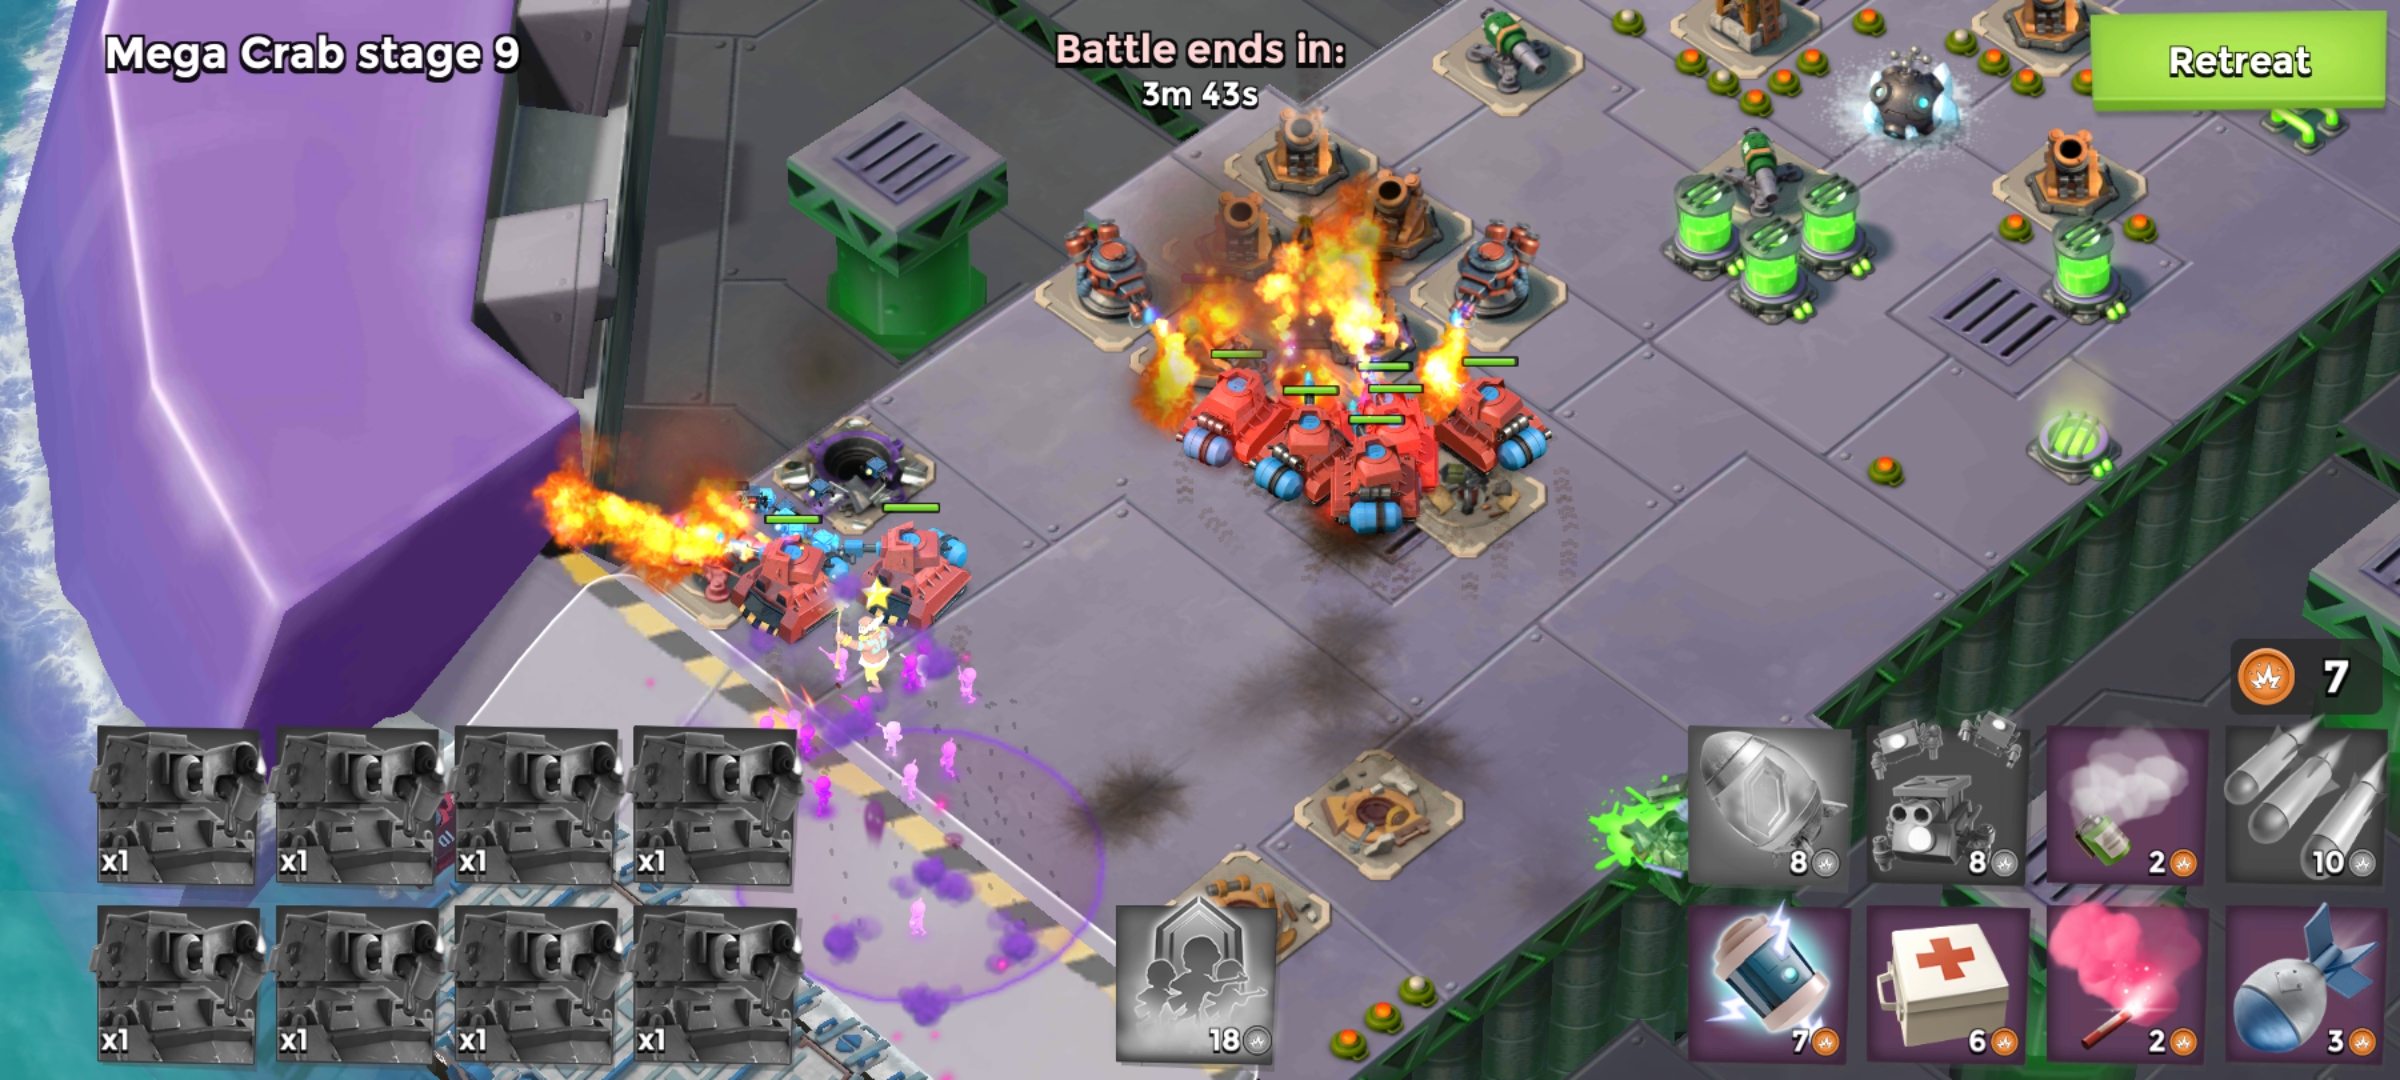 Mega Crab stage 9
Battle ends in:
3m 43s
Retreat
7
x1
x1
x1
x1
8
8
2
10
x1
x1
x1
x1
18
7
6
2
3